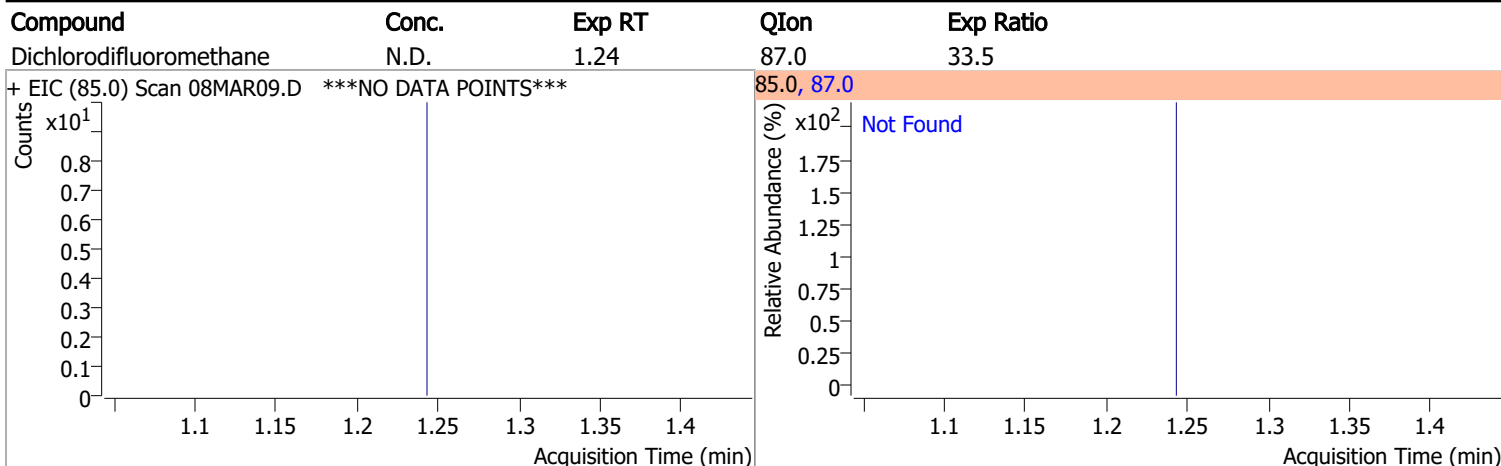 Compound Conc. Exp RT QIon Exp Ratio
Dichlorodifluoromethane N.D. 1.24 87.0 33.5
+ EIC (85.0) Scan 08MAR09.D ***NO DATA POINTS***
Counts
x10¹
0.8
0.7
0.6
0.5
0.4
0.3
0.2
0.1
0
1.1 1.15 1.2 1.25 1.3 1.35 1.4
Acquisition Time (min)
85.0, 87.0
Relative Abundance (%)
x10²
Not Found
1.75
1.5
1.25
1
0.75
0.5
0.25
0
1.1 1.15 1.2 1.25 1.3 1.35 1.4
Acquisition Time (min)